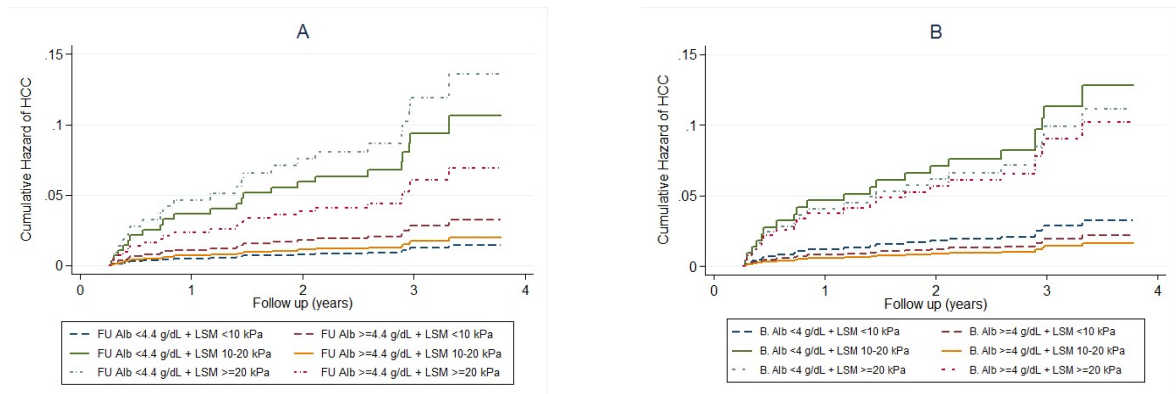 A
Cumulative Hazard of HCC
.15
.1
.05
0
0 1 2 3 4
Follow up (years)
FU Alb <4.4 g/dL + LSM <10 kPa FU Alb >=4.4 g/dL + LSM <10 kPa
FU Alb <4.4 g/dL + LSM 10-20 kPa FU Alb >=4.4 g/dL + LSM 10-20 kPa
FU Alb <4.4 g/dL + LSM >=20 kPa FU Alb >=4.4 g/dL + LSM >=20 kPa
B
Cumulative Hazard of HCC
.15
.1
.05
0
0 1 2 3 4
Follow up (years)
B. Alb <4 g/dL + LSM <10 kPa B. Alb >=4 g/dL + LSM <10 kPa
B. Alb <4 g/dL + LSM 10-20 kPa B. Alb >=4 g/dL + LSM 10-20 kPa
B. Alb <4 g/dL + LSM >=20 kPa B. Alb >=4 g/dL + LSM >=20 kPa